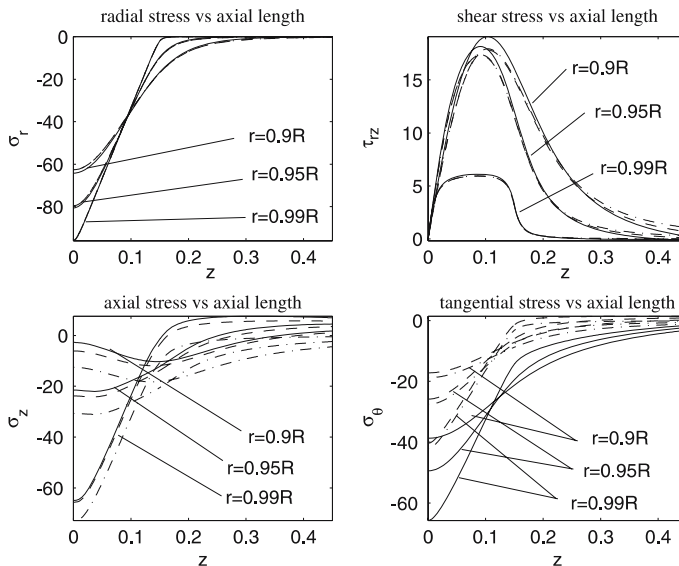 radial stress vs axial length
0
-20
-40
-60
-80
σr
r=0.9R
r=0.95R
r=0.99R
0 0.1 0.2 0.3 0.4
z
shear stress vs axial length
15
10
5
0
τrz
r=0.9R
r=0.95R
r=0.99R
0 0.1 0.2 0.3 0.4
z
axial stress vs axial length
0
-20
-40
-60
σz
r=0.9R
r=0.95R
r=0.99R
0 0.1 0.2 0.3 0.4
z
tangential stress vs axial length
0
-20
-40
-60
σθ
r=0.9R
r=0.95R
r=0.99R
0 0.1 0.2 0.3 0.4
z